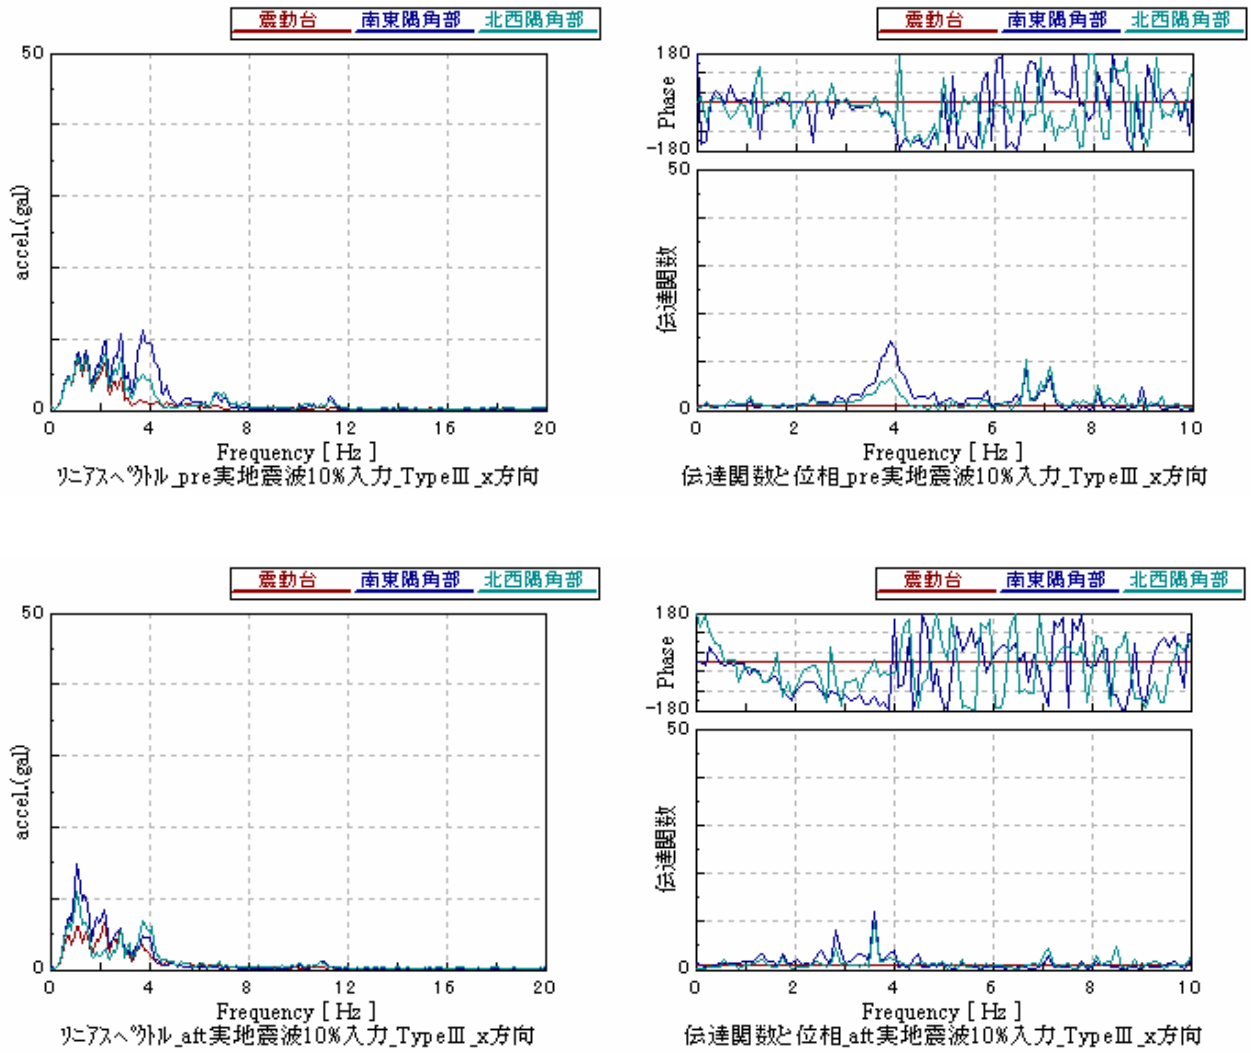 震動台 南東隅角部 北西隅角部
50
accel.(gal)
0
0 4 8 12 16 20
Frequency [ Hz ]
リニアスペクトル_pre実地震波10%入力_TypeⅢ_x方向
震動台 南東隅角部 北西隅角部
180
Phase
-180
50
伝達関数
0
0 2 4 6 8 10
Frequency [ Hz ]
伝達関数と位相_pre実地震波10%入力_TypeⅢ_x方向
震動台 南東隅角部 北西隅角部
50
accel.(gal)
0
0 4 8 12 16 20
Frequency [ Hz ]
リニアスペクトル_aft実地震波10%入力_TypeⅢ_x方向
震動台 南東隅角部 北西隅角部
180
Phase
-180
50
伝達関数
0
0 2 4 6 8 10
Frequency [ Hz ]
伝達関数と位相_aft実地震波10%入力_TypeⅢ_x方向